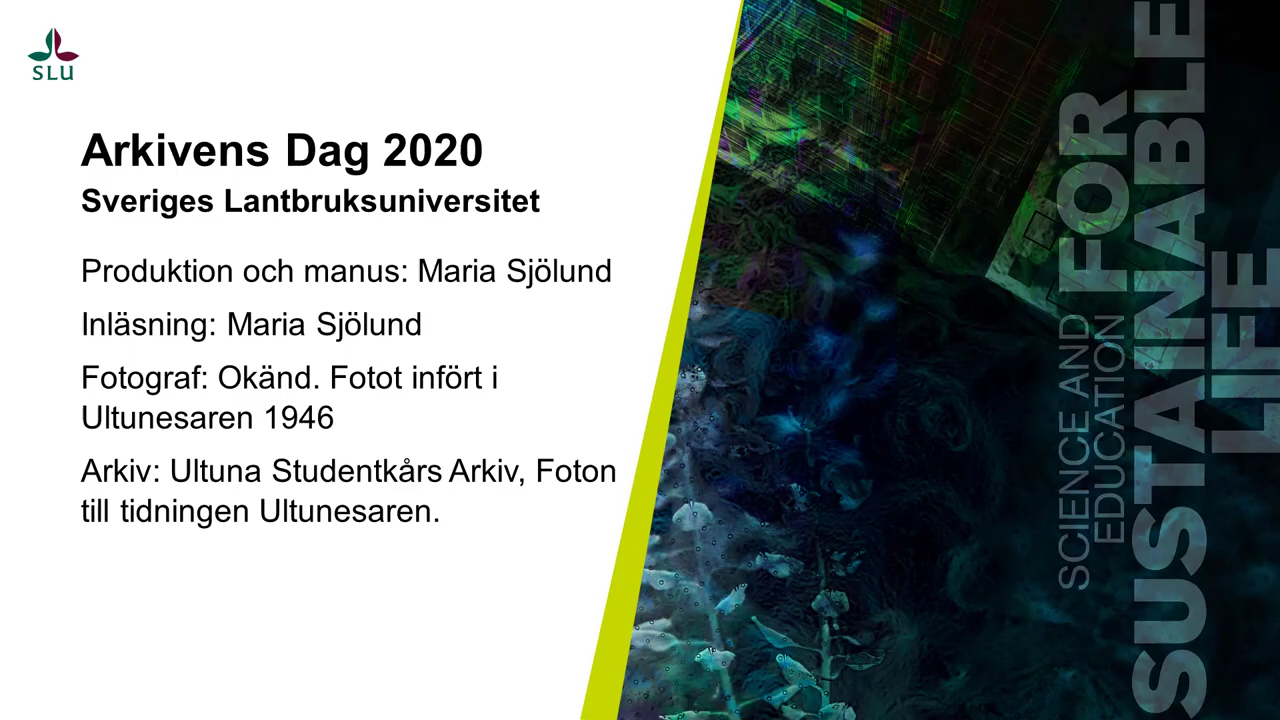 SLU
Arkivens Dag 2020
Sveriges Lantbruksuniversitet
Produktion och manus: Maria Sjölund
Inläsning: Maria Sjölund
Fotograf: Okänd. Fotot infört i
Ultunesaren 1946
Arkiv: Ultuna Studentkårs Arkiv, Foton
till tidningen Ultunesaren.
SCIENCE AND
EDUCATION
FOR
SUSTAINABLE
LIFE